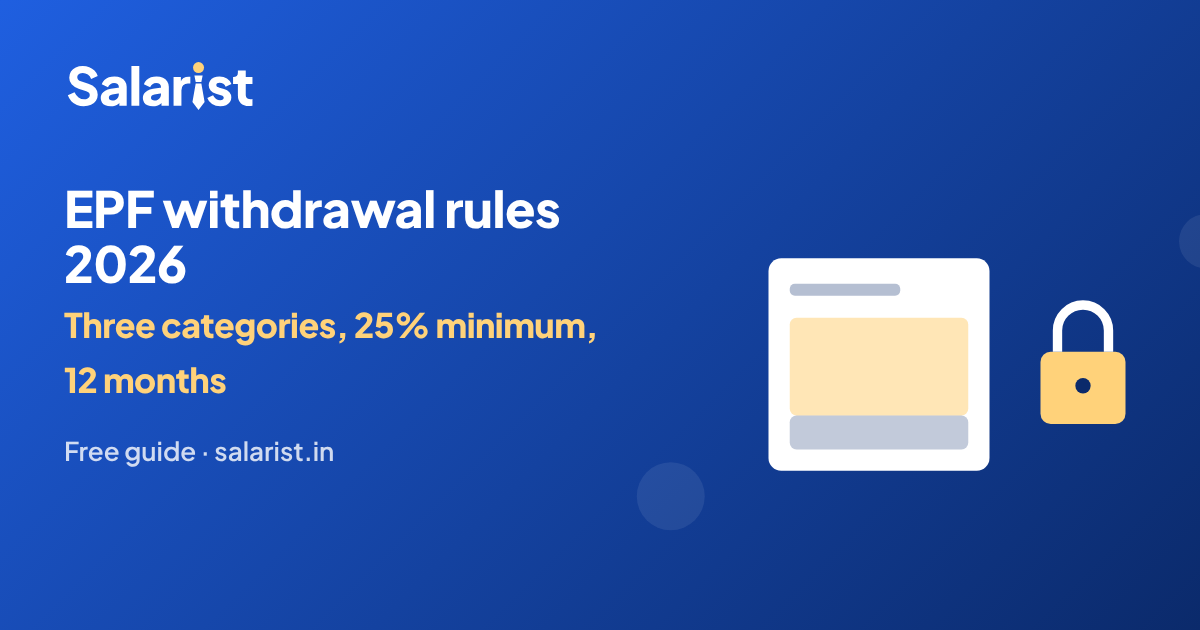 Salarist
EPF withdrawal rules
2026
Three categories, 25% minimum,
12 months
Free guide · salarist.in